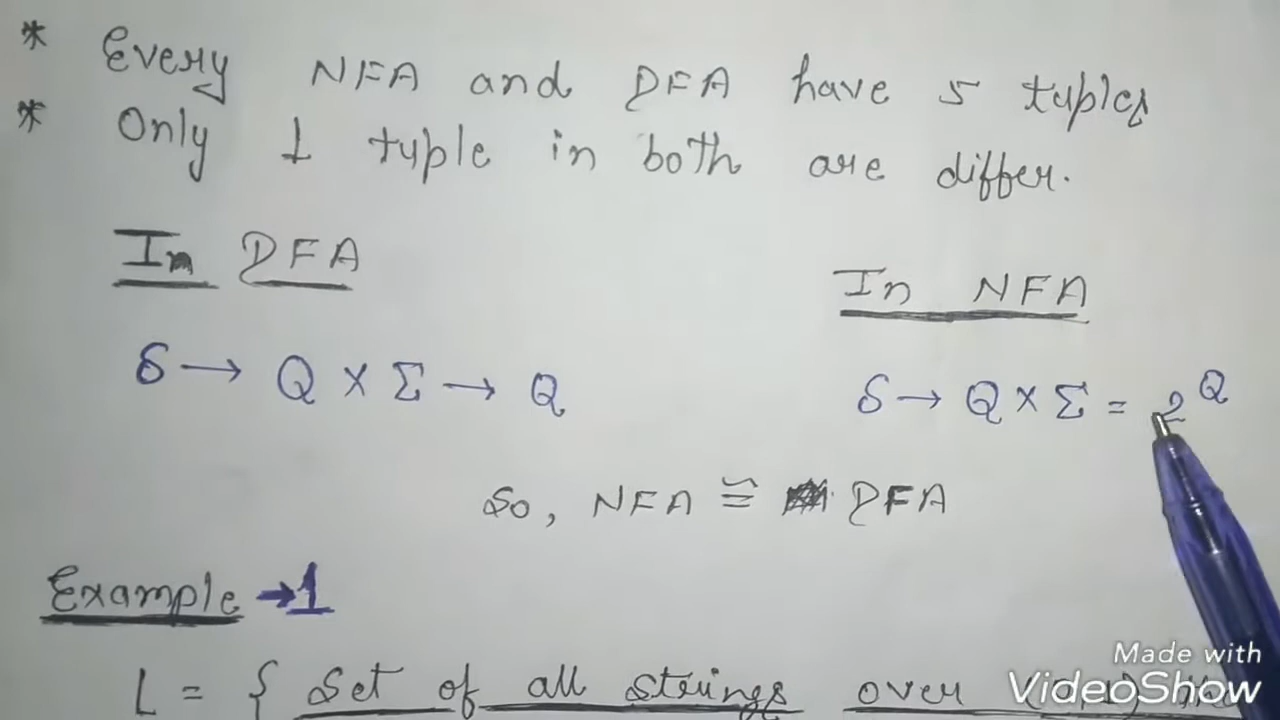 * Every NFA and DFA have 5 tuples
* Only 1 tuple in both are differ.
In DFA
In NFA
δ → Q × Σ → Q
δ → Q × Σ = 2^Q
So, NFA ≅ DFA
Example → 1
L = { Set of all strings over
Made with
VideoShow